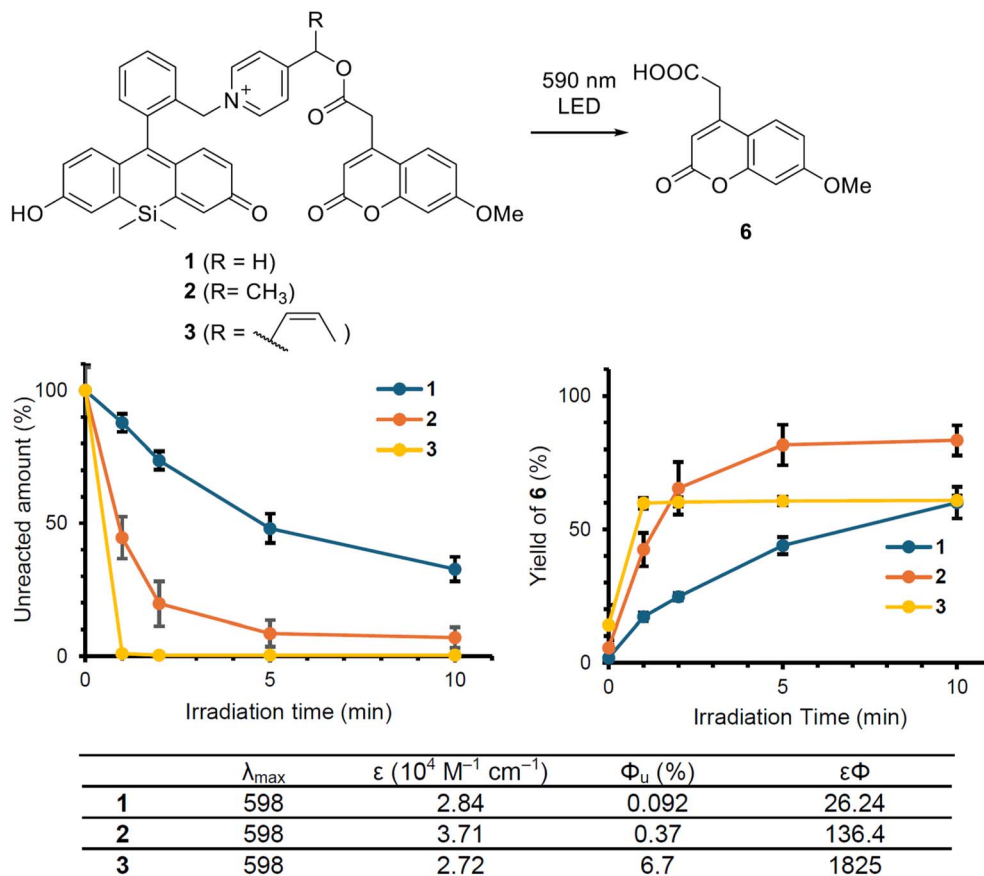 R
O
O
N
+
HO
Si
O
O
O
OMe
590 nm
LED
HOOC
O
O
OMe
6
1 (R = H)
2 (R= CH₃)
3 (R = )
Unreacted amount (%)
100
50
0
0
5
10
Irradiation time (min)
1
2
3
Yielld of 6 (%)
100
50
0
0
5
10
Irradiation Time (min)
1
2
3
λmax ε (10⁴ M⁻¹ cm⁻¹) Φu (%) εΦ
1 598 2.84 0.092 26.24
2 598 3.71 0.37 136.4
3 598 2.72 6.7 1825